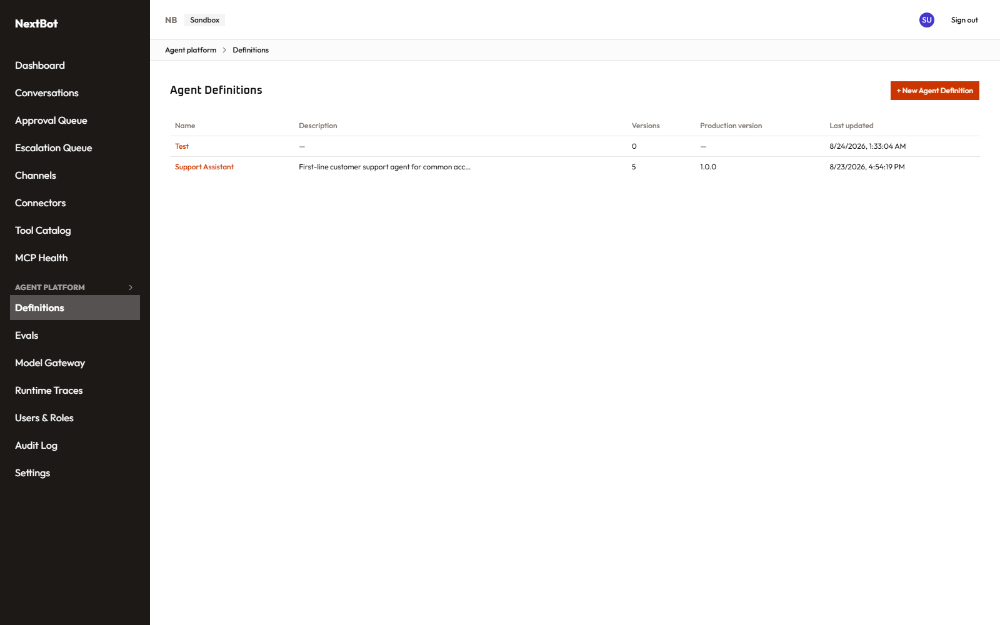 NextBot
Dashboard
Conversations
Approval Queue
Escalation Queue
Channels
Connectors
Tool Catalog
MCP Health
AGENT PLATFORM
Definitions
Evals
Model Gateway
Runtime Traces
Users & Roles
Audit Log
Settings
NB Sandbox SU Sign out
Agent platform > Definitions
Agent Definitions + New Agent Definition
Name Description Versions Production version Last updated
Test — 0 — 8/24/2026, 1:33:04 AM
Support Assistant First-line customer support agent for common acc... 5 1.0.0 8/23/2026, 4:54:19 PM